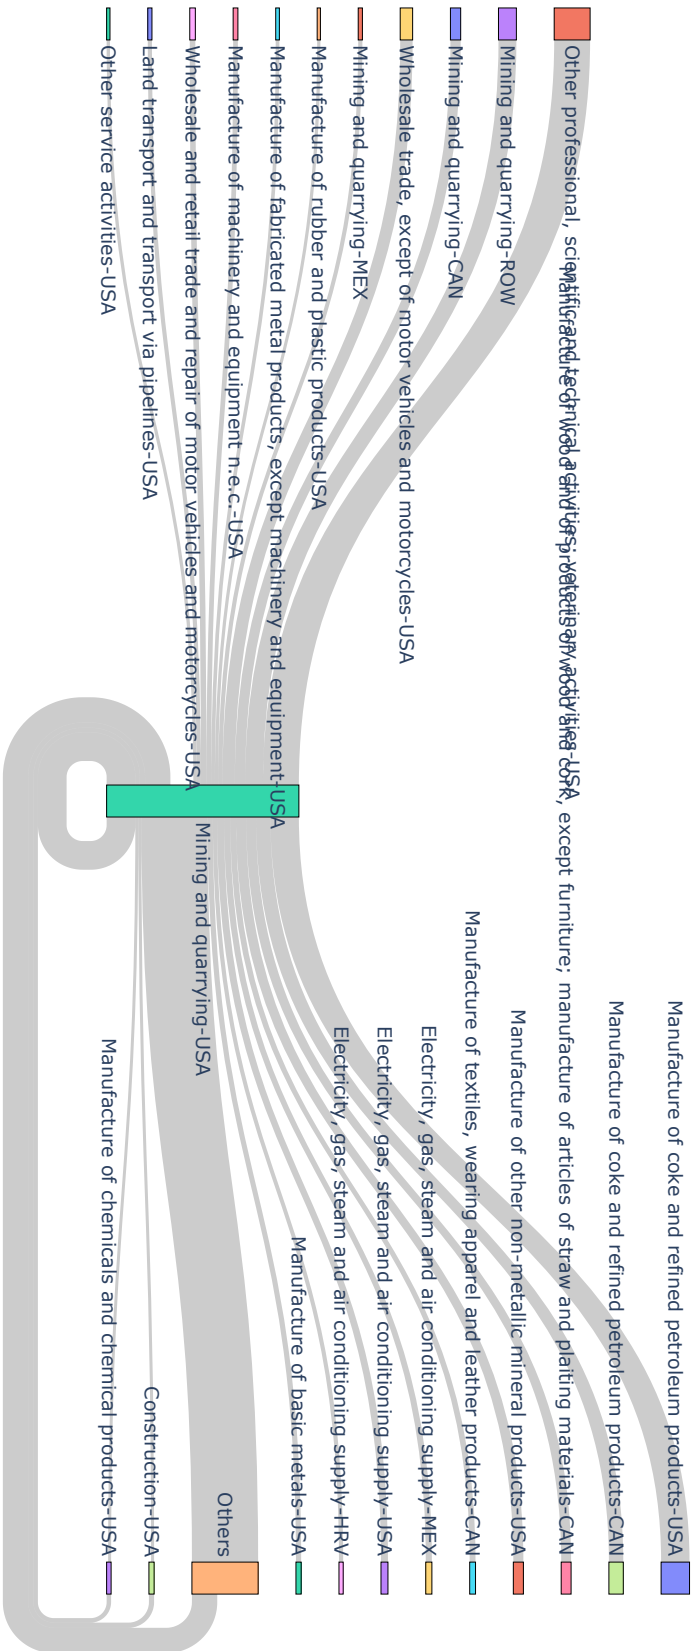 Other professional, scientific and technical activities; veterinary activities-USA
Mining and quarrying-ROW
Mining and quarrying-CAN
Wholesale trade, except of motor vehicles and motorcycles-USA
Mining and quarrying-MEX
Manufacture of rubber and plastic products-USA
Manufacture of fabricated metal products, except machinery and equipment-USA
Manufacture of machinery and equipment n.e.c.-USA
Wholesale and retail trade and repair of motor vehicles and motorcycles-USA
Land transport and transport via pipelines-USA
Other service activities-USA
Mining and quarrying-USA
Manufacture of coke and refined petroleum products-USA
Manufacture of coke and refined petroleum products-CAN
Manufacture of wood and of products of wood and cork, except furniture; manufacture of articles of straw and plaiting materials-CAN
Manufacture of other non-metallic mineral products-USA
Manufacture of textiles, wearing apparel and leather products-CAN
Electricity, gas, steam and air conditioning supply-MEX
Electricity, gas, steam and air conditioning supply-USA
Electricity, gas, steam and air conditioning supply-HRV
Manufacture of basic metals-USA
Others
Construction-USA
Manufacture of chemicals and chemical products-USA